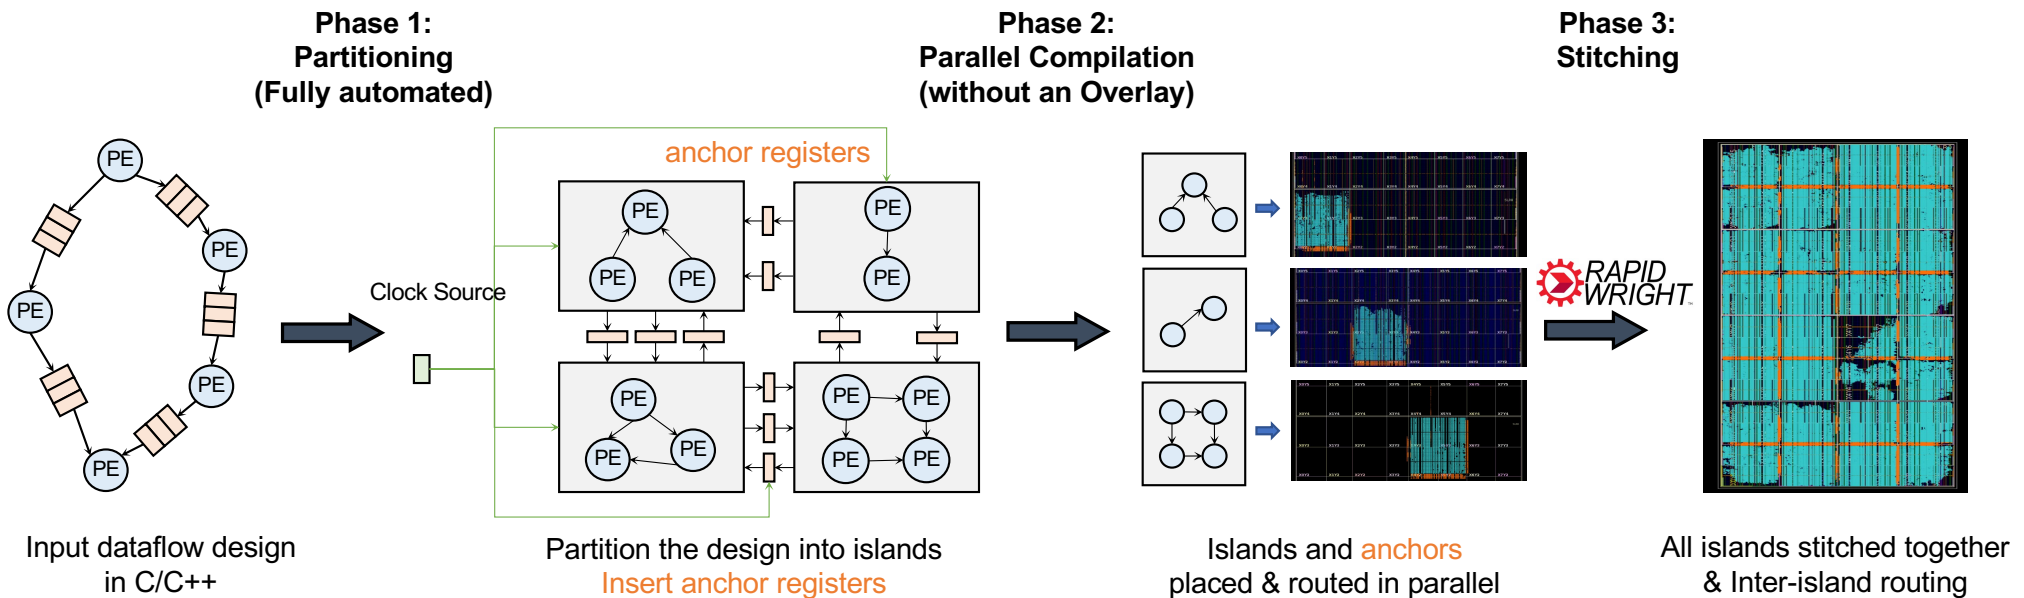 Phase 1:
Partitioning
(Fully automated)
Phase 2:
Parallel Compilation
(without an Overlay)
Phase 3:
Stitching
PE
PE
PE
PE
PE
Clock Source
anchor registers
PE
PE
PE
PE
PE
PE
PE
PE
PE
PE
PE
PE
RAPID
WRIGHT
Input dataflow design
in C/C++
Partition the design into islands
Insert anchor registers
Islands and anchors
placed & routed in parallel
All islands stitched together
& Inter-island routing